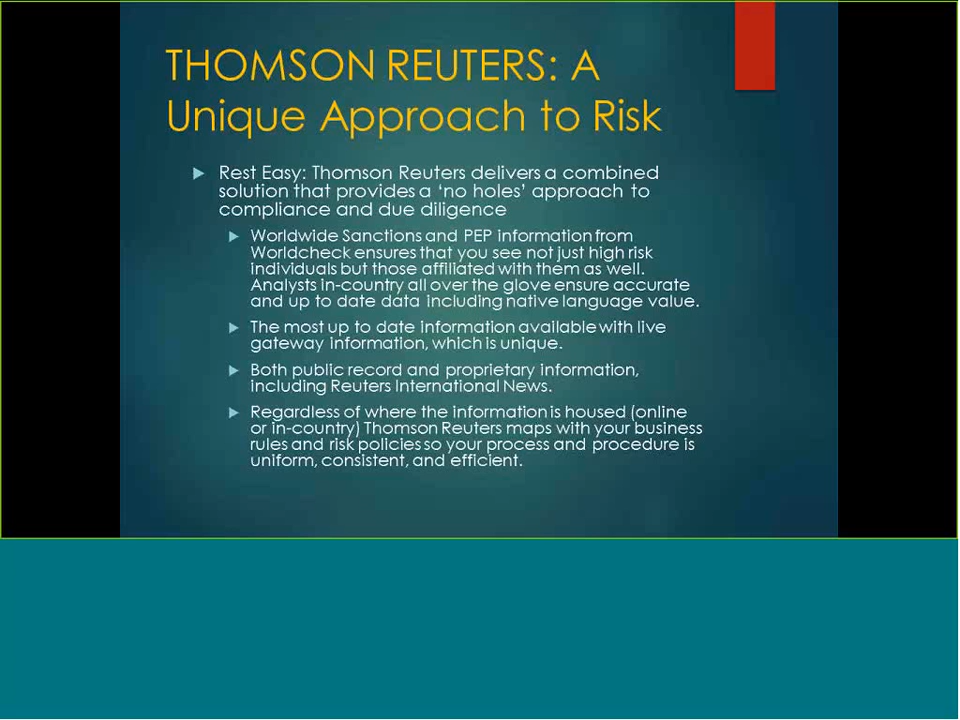 THOMSON REUTERS: A
Unique Approach to Risk
Rest Easy: Thomson Reuters delivers a combined
solution that provides a ‘no holes’ approach to
compliance and due diligence
Worldwide Sanctions and PEP information from
Worldcheck ensures that you see not just high risk
individuals but those affiliated with them as well.
Analysts in-country all over the glove ensure accurate
and up to date data including native language value.
The most up to date information available with live
gateway information, which is unique.
Both public record and proprietary information,
including Reuters International News.
Regardless of where the information is housed (online
or in-country) Thomson Reuters maps with your business
rules and risk policies so your process and procedure is
uniform, consistent, and efficient.